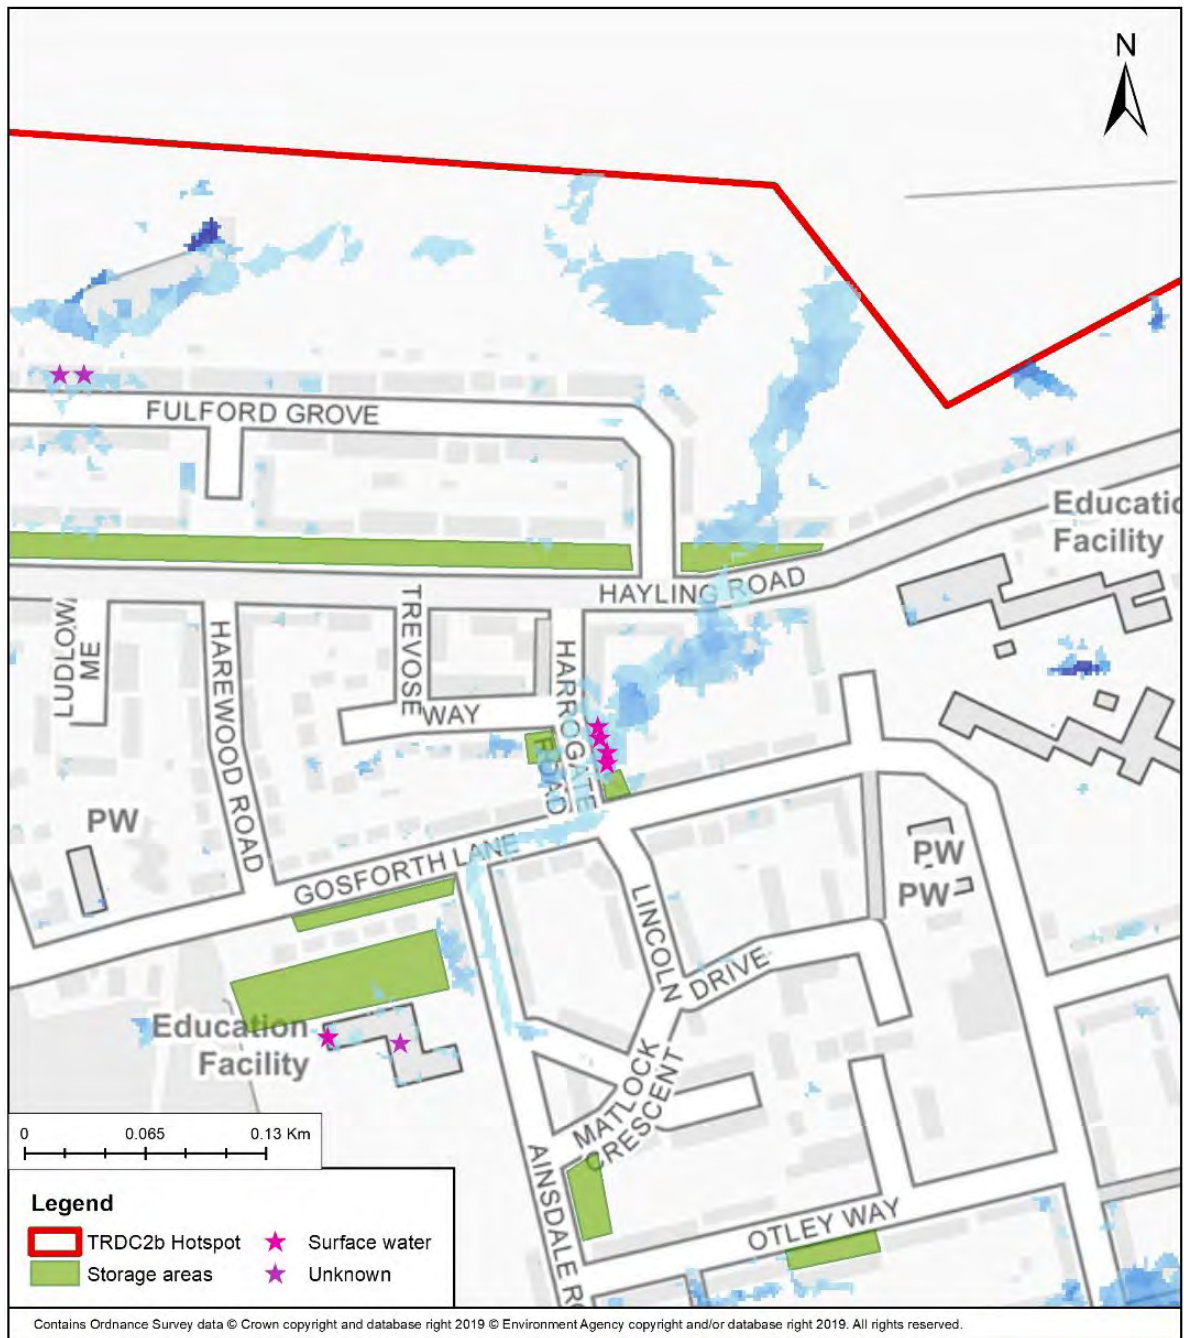 N
FULFORD GROVE
Educatio
Facility
HAYLING ROAD
LUDLOW
ME
HAREWOOD ROAD
TREVOSE
WAY
HARROGATE
ROAD
PW
GOSFORTH LANE
PW
PW
LINCOLN
DRIVE
Education
Facility
MATLOCK
CRESCENT
0 0.065 0.13 Km
AINSDALE RO
OTLEY WAY
Legend
TRDC2b Hotspot
Surface water
Storage areas
Unknown
Contains Ordnance Survey data © Crown copyright and database right 2019 © Environment Agency copyright and/or database right 2019. All rights reserved.